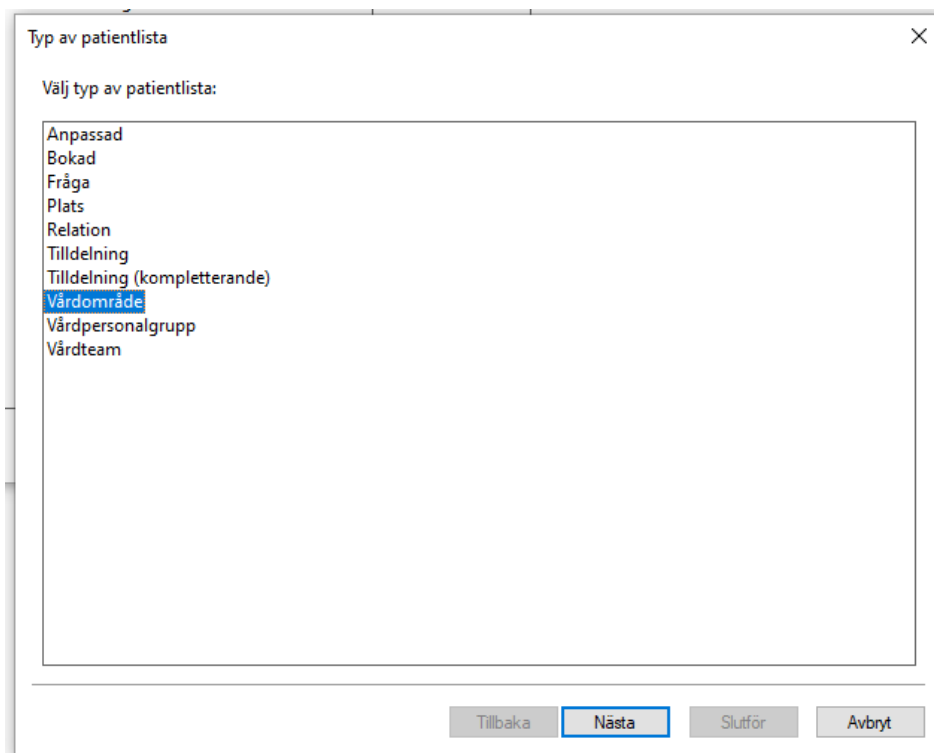 Typ av patientlista
Välj typ av patientlista:
Anpassad
Bokad
Fråga
Plats
Relation
Tilldelning
Tilldelning (kompletterande)
Vårdområde
Vårdpersonalgrupp
Vårdteam
Tillbaka Nästa Slutför Avbryt